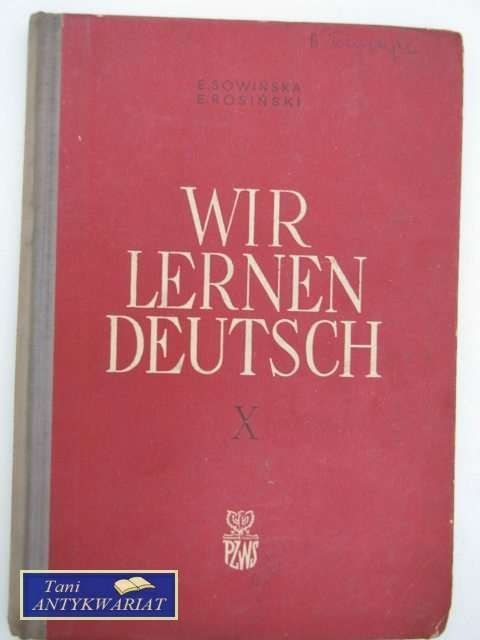 E. SOWIŃSKA
E. ROSIŃSKI
WIR
LERNEN
DEUTSCH
X
PZWS
Tani
ANTYKWARIAT